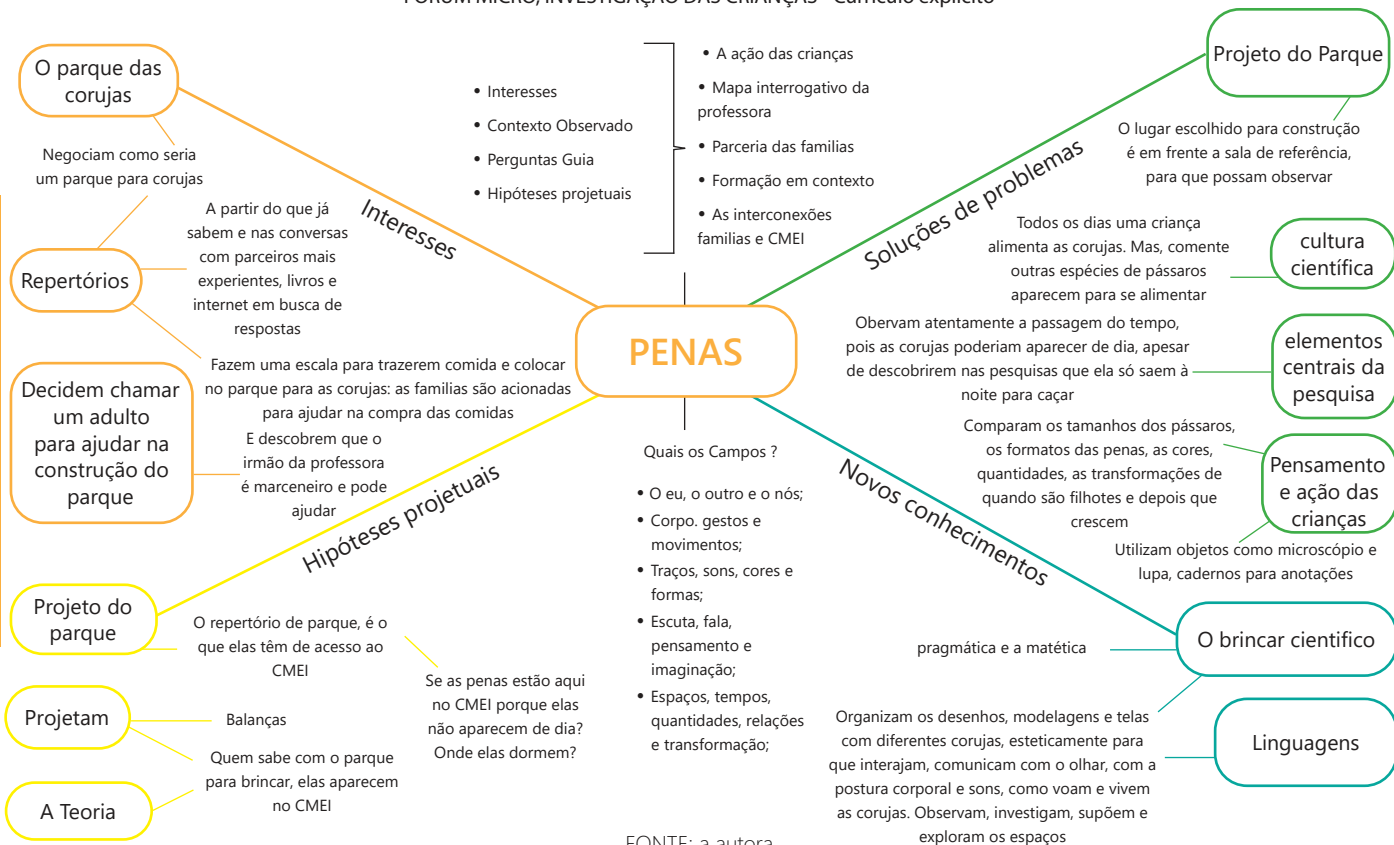 FÓRUM MICRO, INVESTIGAÇÃO DAS CRIANÇAS - Currículo explícito
O parque das
corujas
Negociam como seria
um parque para corujas
Interesses
Repertórios
A partir do que já
sabem e nas conversas
com parceiros mais
experientes, livros e
internet em busca de
respostas
Fazem uma escala para trazerem comida e colocar
no parque para as corujas: as familias são acionadas
para ajudar na compra das comidas
Decidem chamar
um adulto
para ajudar na
construção do
parque
E descobrem que o
irmão da professora
é marceneiro e pode
ajudar
• Interesses
• Contexto Observado
• Perguntas Guia
• Hipóteses projetuais
• A ação das crianças
• Mapa interrogativo da
professora
• Parceria das familias
• Formação em contexto
• As interconexões
familias e CMEI
PENAS
Soluções de problemas
Projeto do Parque
O lugar escolhido para construção
é em frente a sala de referência,
para que possam observar
Todos os dias uma criança
alimenta as corujas. Mas, comente
outras espécies de pássaros
aparecem para se alimentar
cultura
científica
Obervam atentamente a passagem do tempo,
pois as corujas poderiam aparecer de dia, apesar
de descobrirem nas pesquisas que ela só saem à
noite para caçar
elementos
centrais da
pesquisa
Comparam os tamanhos dos pássaros,
os formatos das penas, as cores,
quantidades, as transformações de
quando são filhotes e depois que
crescem
Pensamento
e ação das
crianças
Utilizam objetos como microscópio e
lupa, cadernos para anotações
Hipóteses projetuais
Projeto do
parque
O repertório de parque, é o
que elas têm de acesso ao
CMEI
Se as penas estão aqui
no CMEI porque elas
não aparecem de dia?
Onde elas dormem?
Projetam
Balanças
Quem sabe com o parque
para brincar, elas aparecem
no CMEI
A Teoria
Quais os Campos ?
• O eu, o outro e o nós;
• Corpo. gestos e
movimentos;
• Traços, sons, cores e
formas;
• Escuta, fala,
pensamento e
imaginação;
• Espaços, tempos,
quantidades, relações
e transformação;
Novos conhecimentos
O brincar cientifico
pragmática e a matética
Organizam os desenhos, modelagens e telas
com diferentes corujas, esteticamente para
que interajam, comunicam com o olhar, com a
postura corporal e sons, como voam e vivem
as corujas. Observam, investigam, supõem e
exploram os espaços
Linguagens
FONTE: a autora